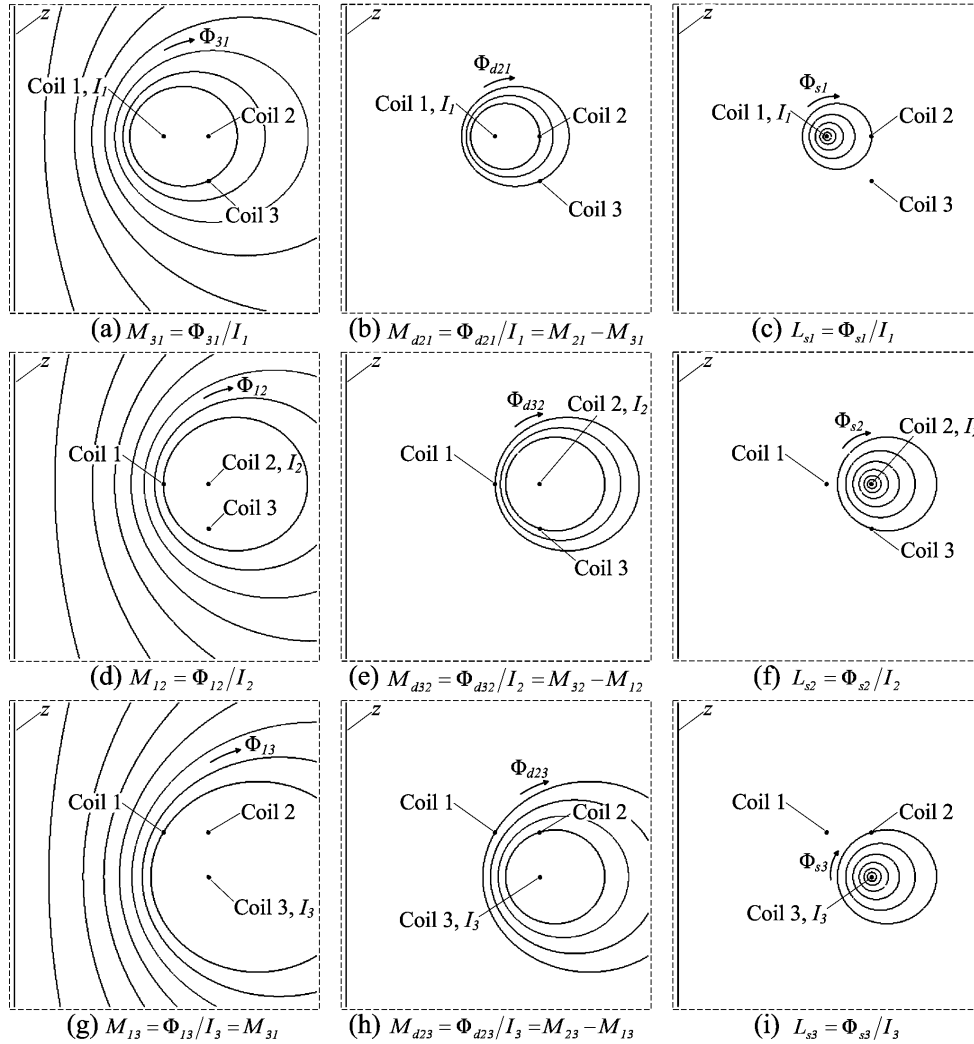 z
Φ31
Coil 1, I1
Coil 2
Coil 3
(a) M31 = Φ31/I1
z
Φd21
Coil 1, I1
Coil 2
Coil 3
(b) Md21 = Φd21/I1 = M21 − M31
z
Φs1
Coil 1, I1
Coil 2
Coil 3
(c) Ls1 = Φs1/I1
z
Φ12
Coil 1
Coil 2, I2
Coil 3
(d) M12 = Φ12/I2
z
Φd32
Coil 2, I2
Coil 1
Coil 3
(e) Md32 = Φd32/I2 = M32 − M12
z
Φs2
Coil 2, I2
Coil 1
Coil 3
(f) Ls2 = Φs2/I2
z
Φ13
Coil 1
Coil 2
Coil 3, I3
(g) M13 = Φ13/I3 = M31
z
Φd23
Coil 1
Coil 2
Coil 3, I3
(h) Md23 = Φd23/I3 = M23 − M13
z
Coil 1
Coil 2
Φs3
Coil 3, I3
(i) Ls3 = Φs3/I3